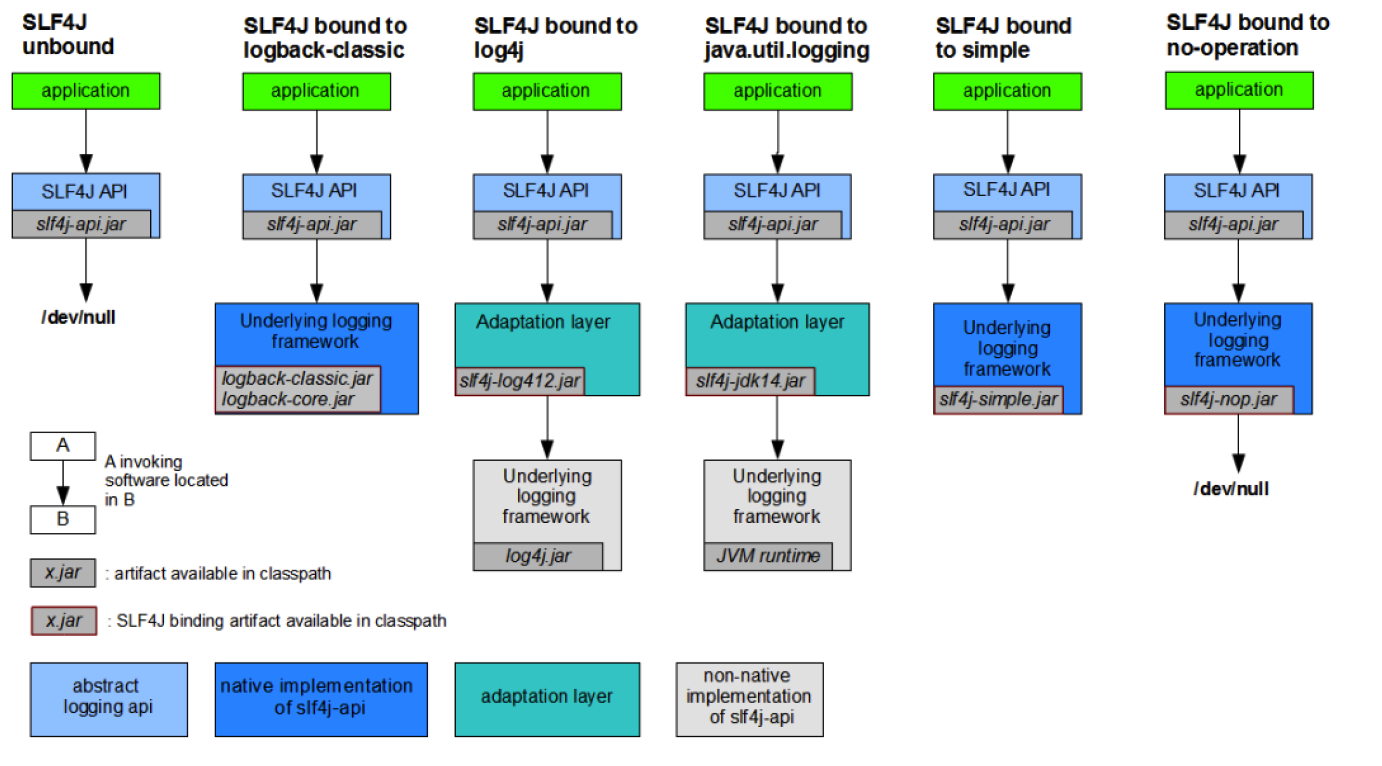 SLF4J
unbound
SLF4J bound to
logback-classic
SLF4J bound to
log4j
SLF4J bound to
java.util.logging
SLF4J bound
to simple
SLF4J bound to
no-operation
application
application
application
application
application
application
SLF4J API
slf4j-api.jar
SLF4J API
slf4j-api.jar
SLF4J API
slf4j-api.jar
SLF4J API
slf4j-api.jar
SLF4J API
slf4j-api.jar
SLF4J API
slf4j-api.jar
/dev/null
Underlying logging
framework
logback-classic.jar
logback-core.jar
Adaptation layer
slf4j-log412.jar
Adaptation layer
slf4j-jdk14.jar
Underlying
logging
framework
slf4j-simple.jar
Underlying
logging
framework
slf4j-nop.jar
Underlying
logging
framework
log4j.jar
Underlying
logging
framework
JVM runtime
/dev/null
A
B
A invoking
software located
in B
x.jar : artifact available in classpath
x.jar : SLF4J binding artifact available in classpath
abstract
logging api
native implementation
of slf4j-api
adaptation layer
non-native
implementation
of slf4j-api